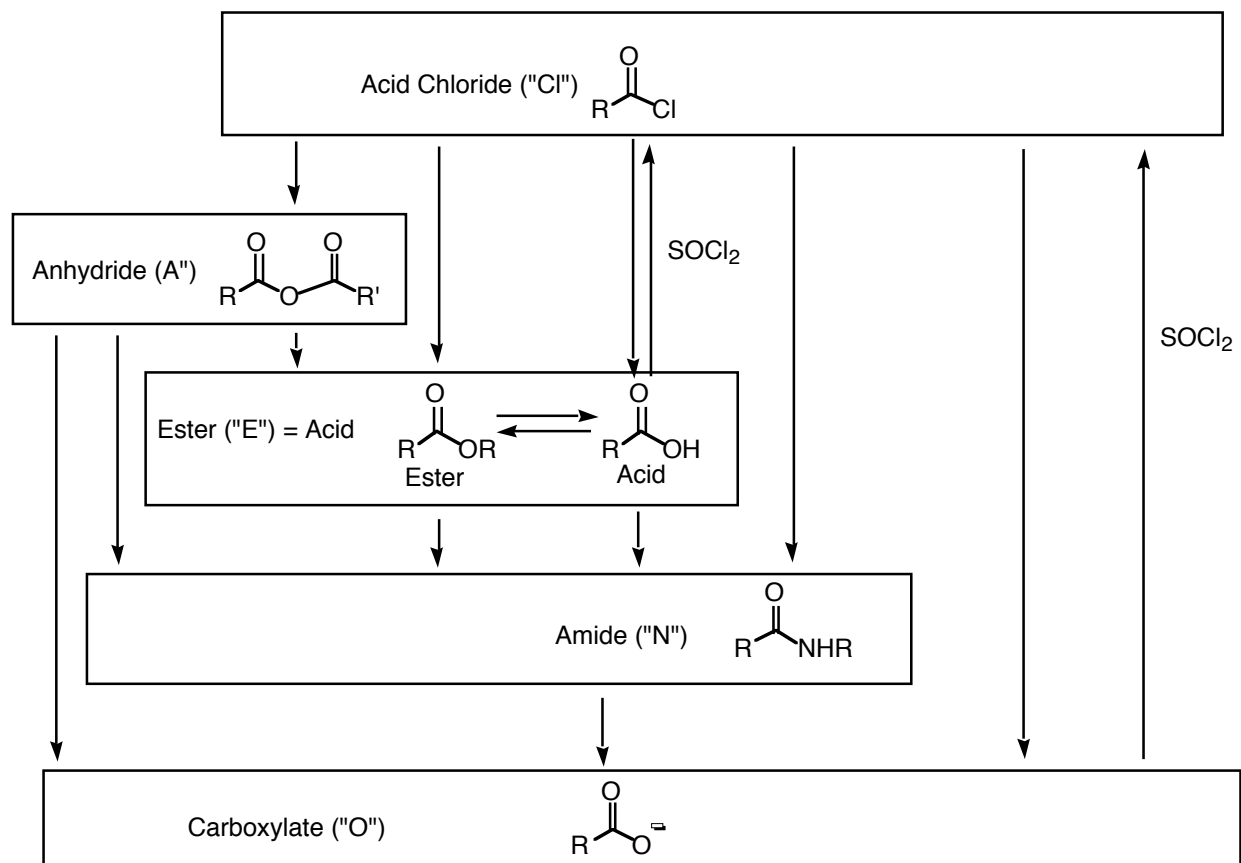 O
Acid Chloride ("Cl")
R Cl
O O
Anhydride (A")
R O R'
SOCl2
SOCl2
O O
Ester ("E") = Acid
R OR R OH
Ester Acid
O
Amide ("N")
R NHR
O
Carboxylate ("O")
R O